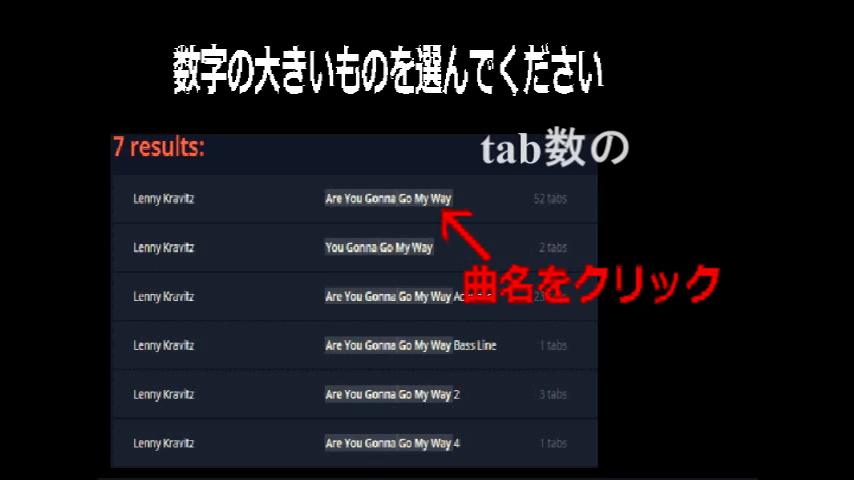 数字の大きいものを選んでください
tab数の
7 results:
Lenny Kravitz Are You Gonna Go My Way 52 tabs
Lenny Kravitz You Gonna Go My Way 2 tabs
曲名をクリック
Lenny Kravitz Are You Gonna Go My Way
Lenny Kravitz Are You Gonna Go My Way Bass Line 1 tabs
Lenny Kravitz Are You Gonna Go My Way 2 3 tabs
Lenny Kravitz Are You Gonna Go My Way 4 1 tabs